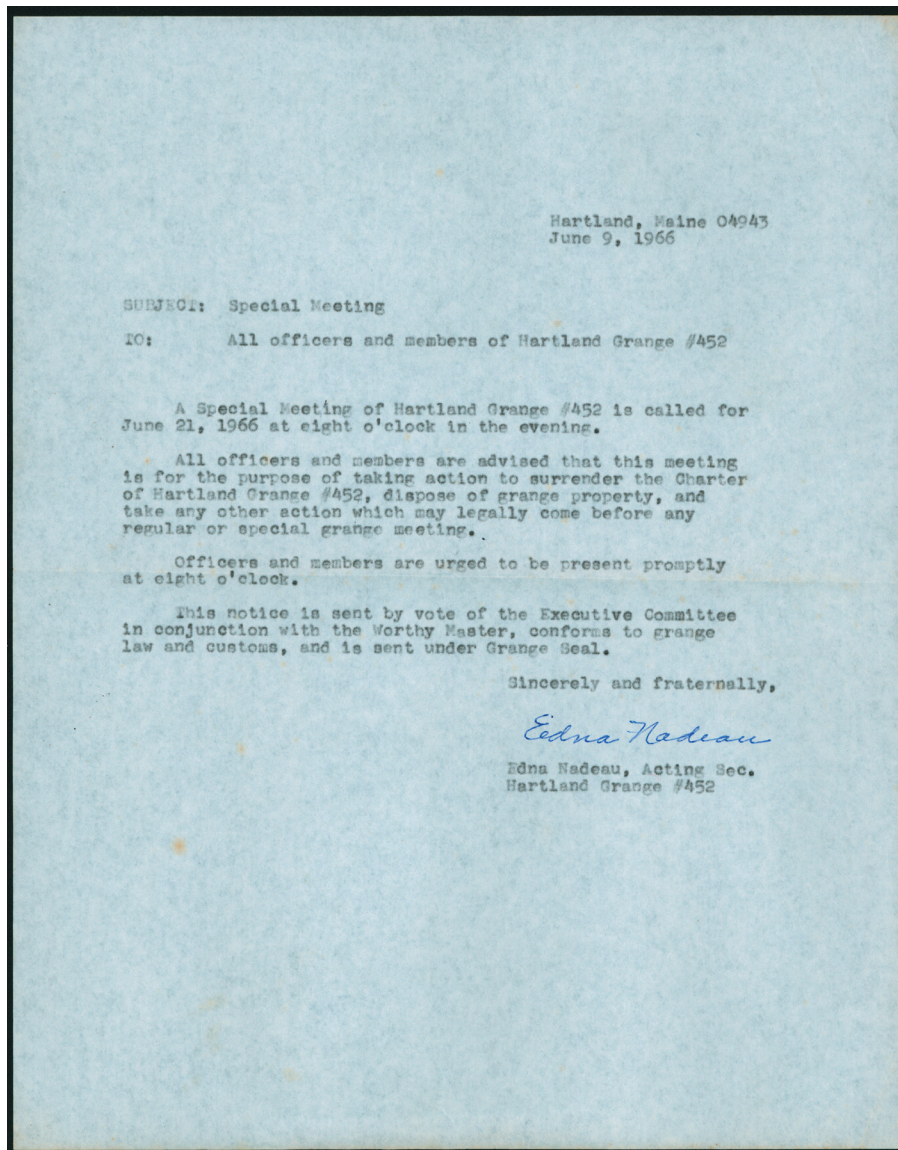 Hartland, Maine 04943
June 9, 1966
SUBJECT: Special Meeting
TO: All officers and members of Hartland Grange #452
A Special Meeting of Hartland Grange #452 is called for
June 21, 1966 at eight o'clock in the evening.
All officers and members are advised that this meeting
is for the purpose of taking action to surrender the Charter
of Hartland Grange #452, dispose of grange property, and
take any other action which may legally come before any
regular or special grange meeting.
Officers and members are urged to be present promptly
at eight o'clock.
This notice is sent by vote of the Executive Committee
in conjunction with the Worthy Master, conforms to grange
law and customs, and is sent under Grange Seal.
Sincerely and fraternally,
Edna Nadeau
Edna Nadeau, Acting Sec.
Hartland Grange #452